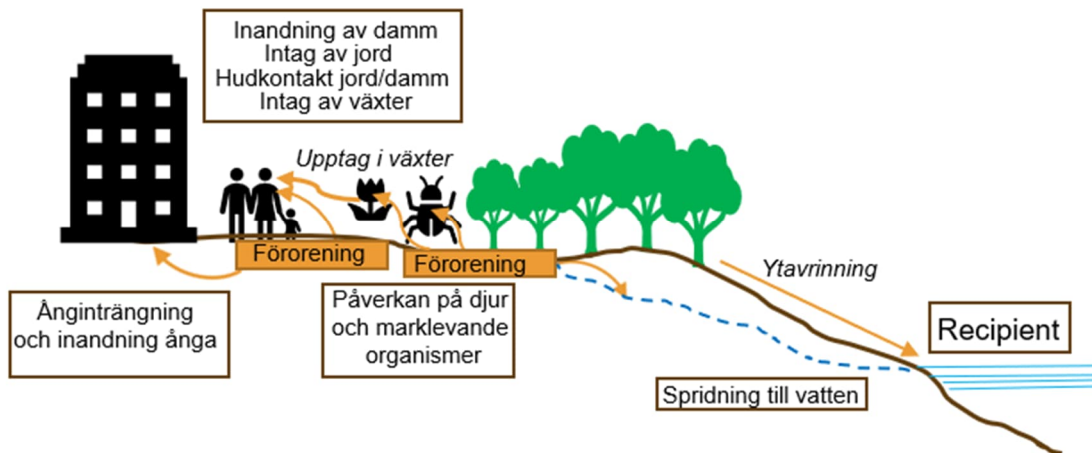 Inandning av damm
Intag av jord
Hudkontakt jord/damm
Intag av växter
Upptag i växter
Förorening
Förorening
Ånginträngning
och inandning ånga
Påverkan på djur
och marklevande
organismer
Ytavrinning
Recipient
Spridning till vatten